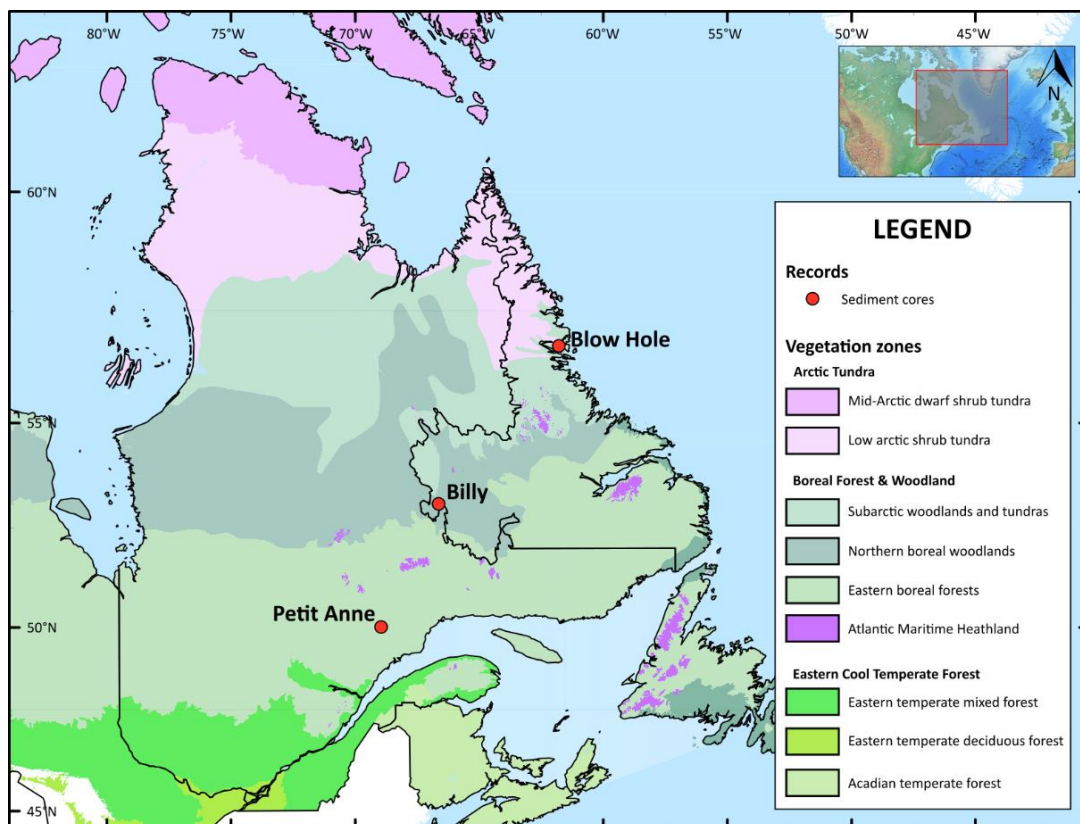 80°W 75°W 70°W 65°W 60°W 55°W 50°W 45°W
60°N
55°N
50°N
45°N
Blow Hole
Billy
Petit Anne
N
LEGEND
Records
Sediment cores
Vegetation zones
Arctic Tundra
Mid-Arctic dwarf shrub tundra
Low arctic shrub tundra
Boreal Forest & Woodland
Subarctic woodlands and tundras
Northern boreal woodlands
Eastern boreal forests
Atlantic Maritime Heathland
Eastern Cool Temperate Forest
Eastern temperate mixed forest
Eastern temperate deciduous forest
Acadian temperate forest